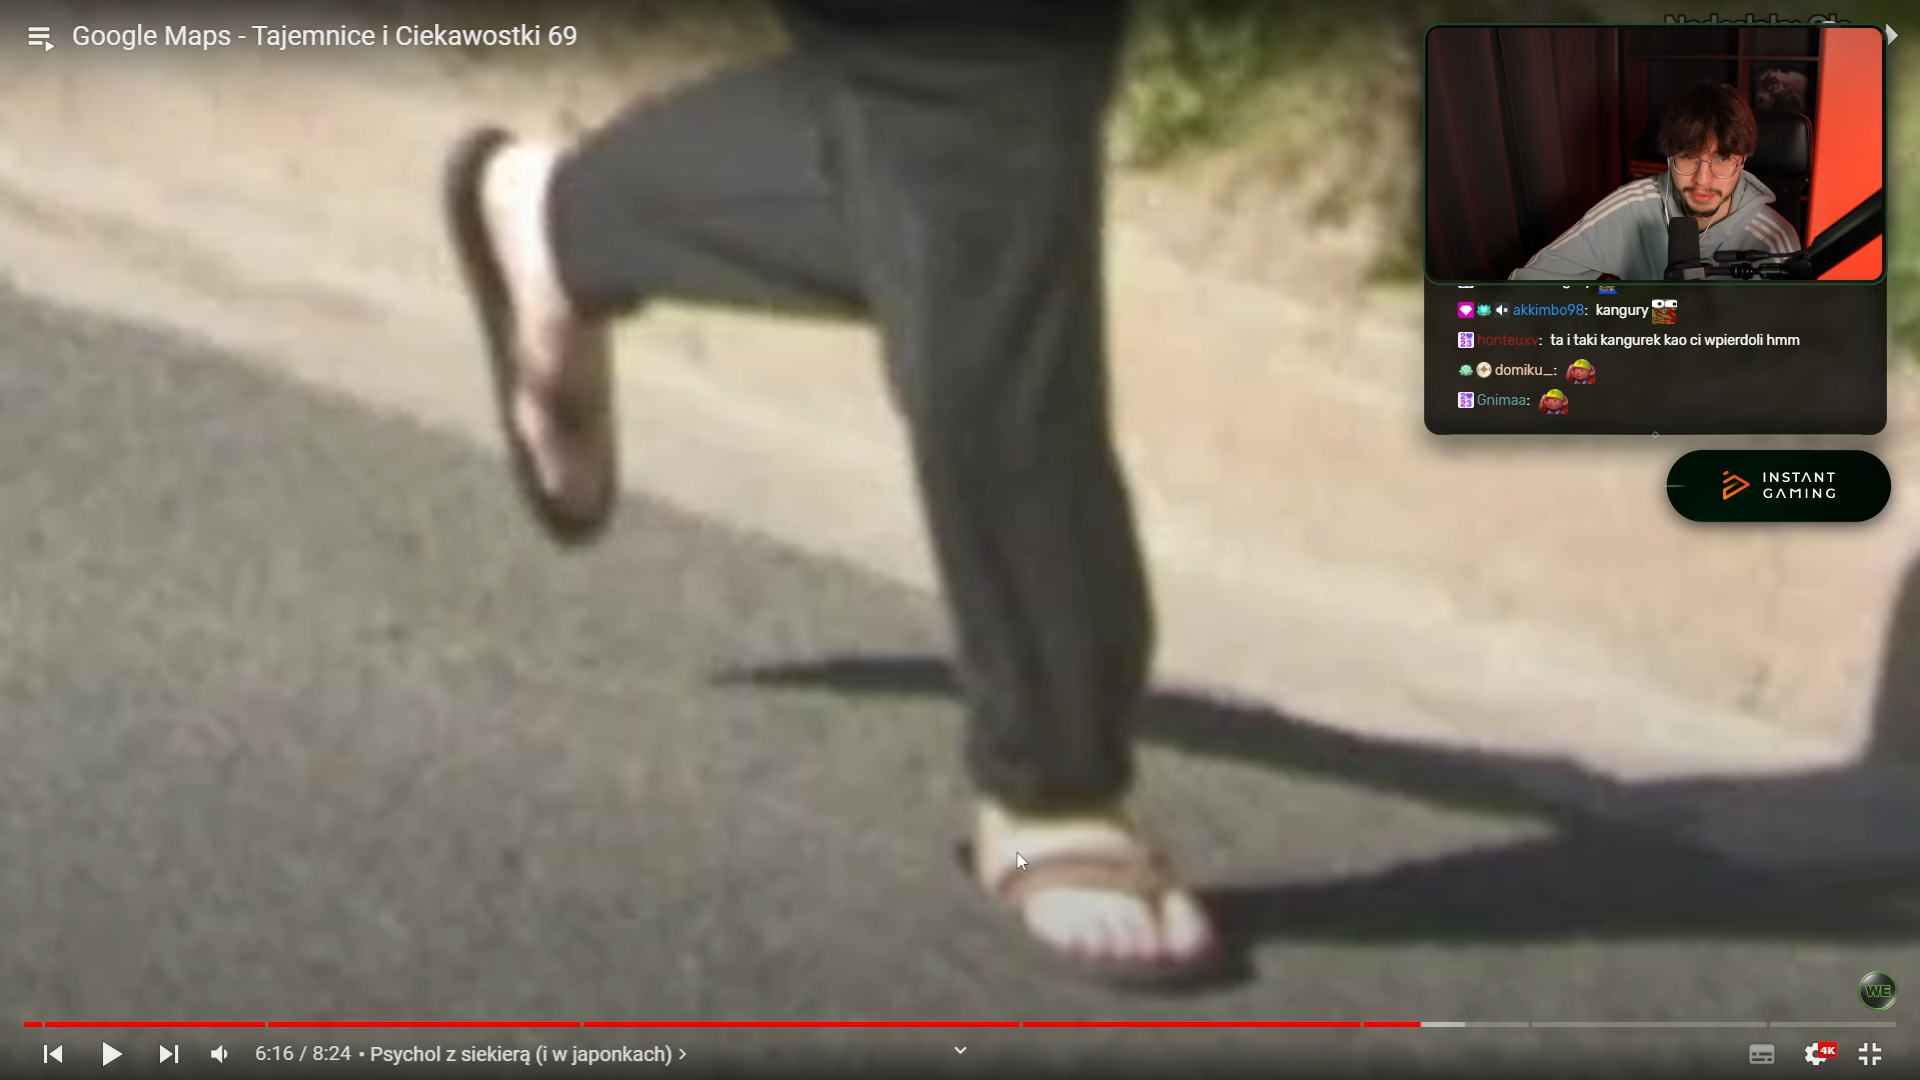 Google Maps - Tajemnice i Ciekawostki 69
akkimbo98: kangury
honteuxv: ta i taki kangurek kao ci wpierdoli hmm
domiku_:
Gnimaa:
INSTANT
GAMING
WE
6:16 / 8:24 • Psychol z siekierą (i w japonkach)
4K